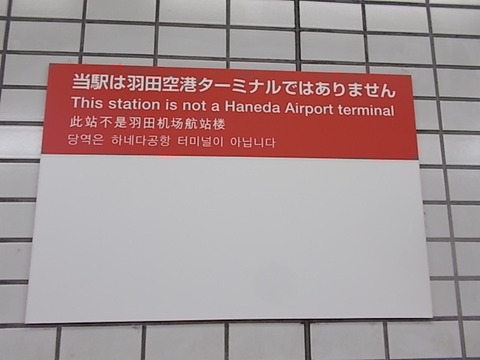 当駅は羽田空港ターミナルではありません
This station is not a Haneda Airport terminal
此站不是羽田机场航站楼
당역은 하네다공항 터미널이 아닙니다